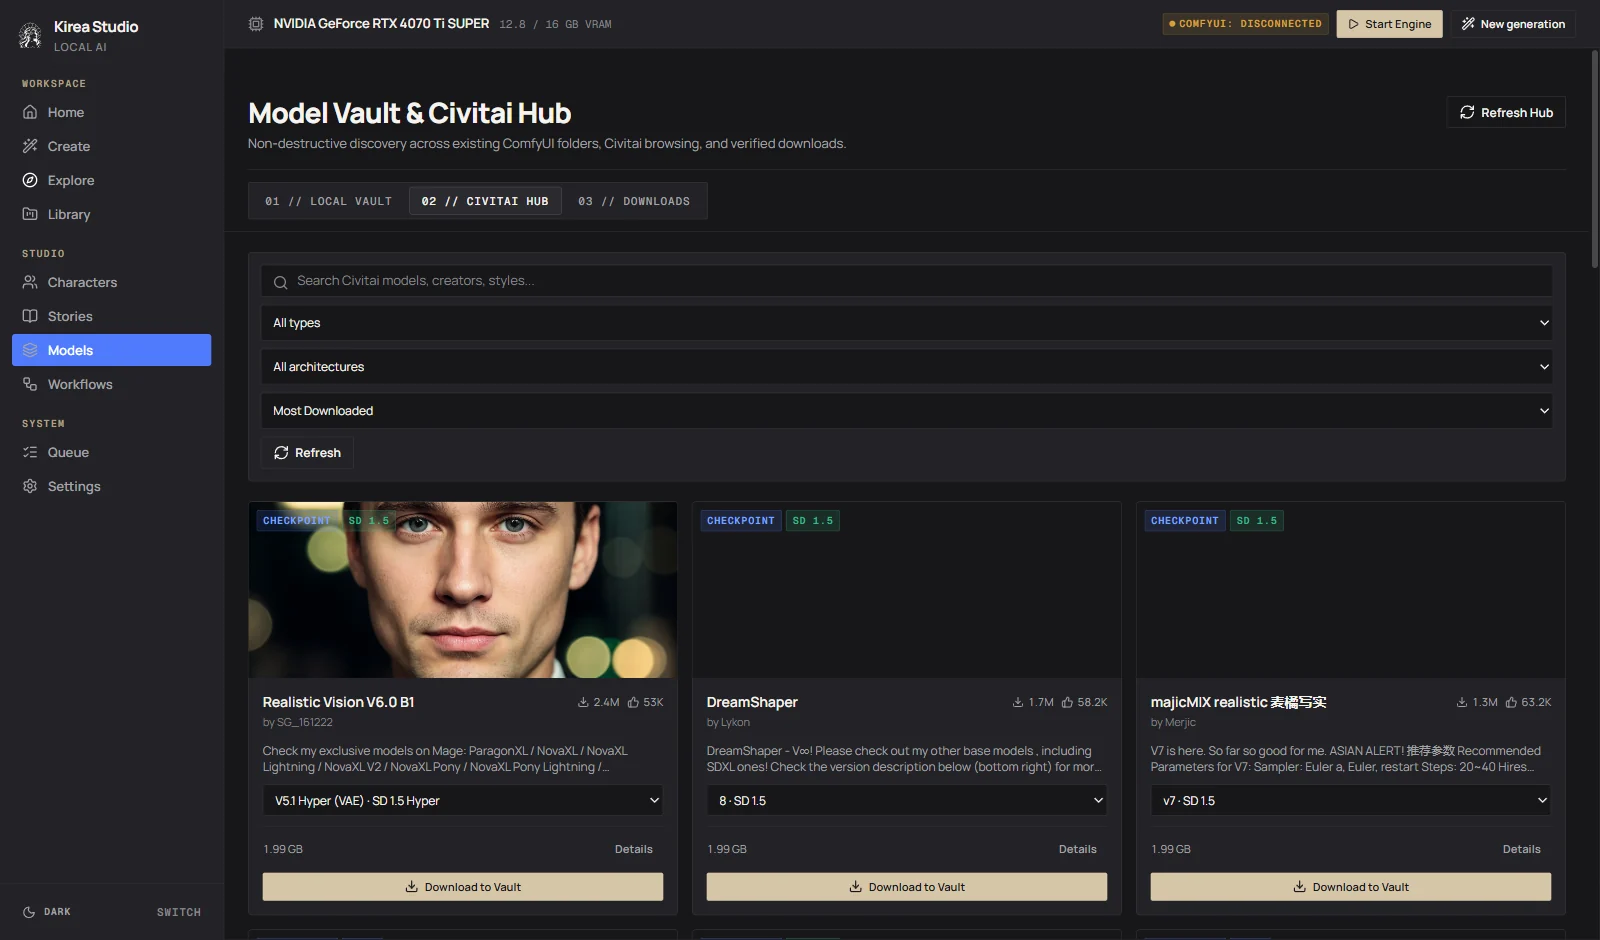 Kirea Studio
LOCAL AI
NVIDIA GeForce RTX 4070 Ti SUPER 12.8 / 16 GB VRAM
COMFYUI: DISCONNECTED
Start Engine
New generation
WORKSPACE
Home
Create
Explore
Library
STUDIO
Characters
Stories
Models
Workflows
SYSTEM
Queue
Settings
DARK
SWITCH
Model Vault & Civitai Hub
Refresh Hub
Non-destructive discovery across existing ComfyUI folders, Civitai browsing, and verified downloads.
01 // LOCAL VAULT
02 // CIVITAI HUB
03 // DOWNLOADS
Search Civitai models, creators, styles...
All types
All architectures
Most Downloaded
Refresh
CHECKPOINT SD 1.5
Realistic Vision V6.0 B1 2.4M 53K
by SG_161222
Check my exclusive models on Mage: ParagonXL / NovaXL / NovaXL
Lightning / NovaXL V2 / NovaXL Pony / NovaXL Pony Lightning /...
V5.1 Hyper (VAE) · SD 1.5 Hyper
1.99 GB Details
Download to Vault
CHECKPOINT SD 1.5
DreamShaper 1.7M 58.2K
by Lykon
DreamShaper - V∞! Please check out my other base models , including
SDXL ones! Check the version description below (bottom right) for mor...
8 · SD 1.5
1.99 GB Details
Download to Vault
CHECKPOINT SD 1.5
majicMIX realistic 麦橘写实 1.3M 63.2K
by Merjic
V7 is here. So far so good for me. ASIAN ALERT! 推荐参数 Recommended
Parameters for V7: Sampler: Euler a, Euler, restart Steps: 20~40 Hires...
v7 · SD 1.5
1.99 GB Details
Download to Vault